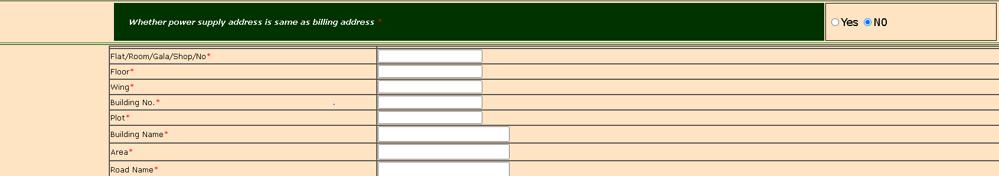 Whether power supply address is same as billing address *
Yes NO
Flat/Room/Gala/Shop/No*
Floor*
Wing*
Building No.*
Plot*
Building Name*
Area*
Road Name*